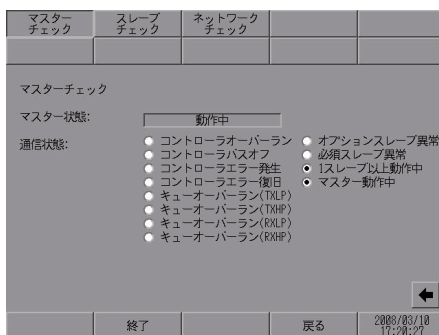 マスター
チェック
スレーブ
チェック
ネットワーク
チェック
マスターチェック
マスター状態:
動作中
通信状態:
コントローラオーバーラン
オプションスレーブ異常
コントローラバスオフ
必須スレーブ異常
コントローラエラー発生
1スレーブ以上動作中
コントローラエラー復旧
マスター動作中
キューオーバーラン(TXLP)
キューオーバーラン(TXHP)
キューオーバーラン(RXLP)
キューオーバーラン(RXHP)
終了
戻る
2008/03/10
17:20:27